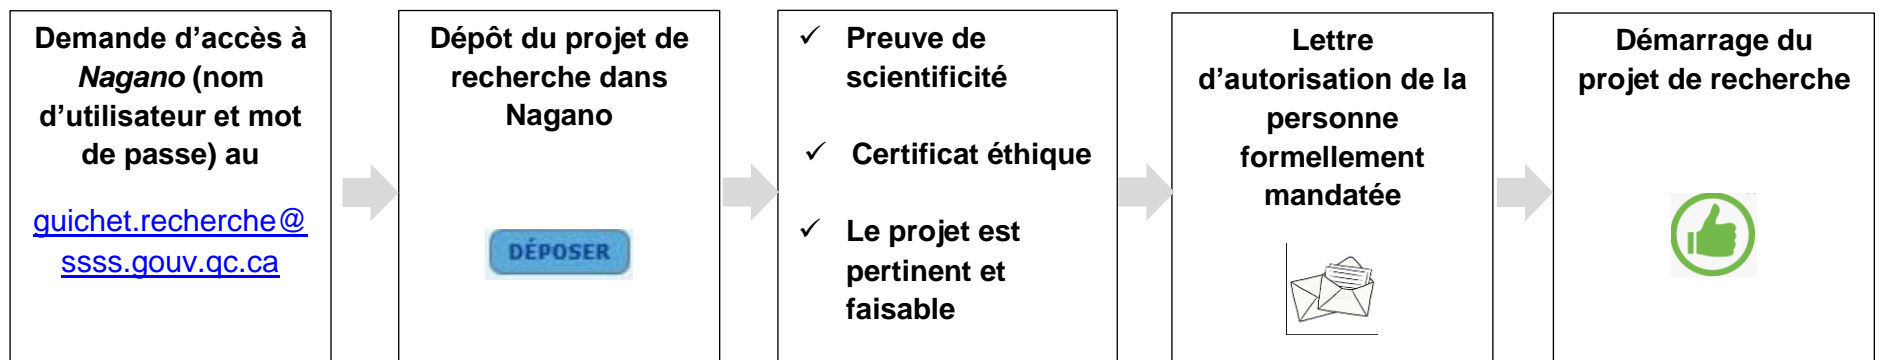 Demande d’accès à
Nagano (nom
d’utilisateur et mot
de passe) au
guichet.recherche@
ssss.gouv.qc.ca
Dépôt du projet de
recherche dans
Nagano
DÉPOSER
✓ Preuve de
scientificité
✓ Certificat éthique
✓ Le projet est
pertinent et
faisable
Lettre
d’autorisation de la
personne
formellement
mandatée
Démarrage du
projet de recherche